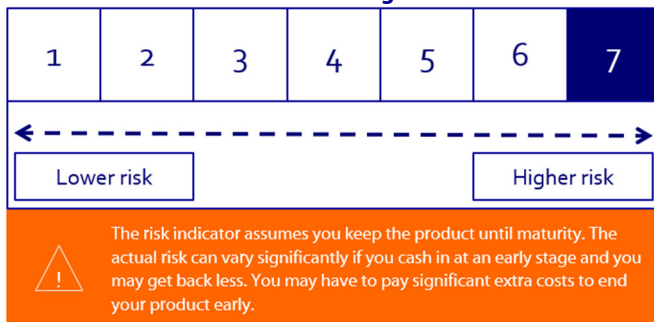 1 2 3 4 5 6 7
Lower risk Higher risk
The risk indicator assumes you keep the product until maturity. The
actual risk can vary significantly if you cash in at an early stage and you
may get back less. You may have to pay significant extra costs to end
your product early.
!